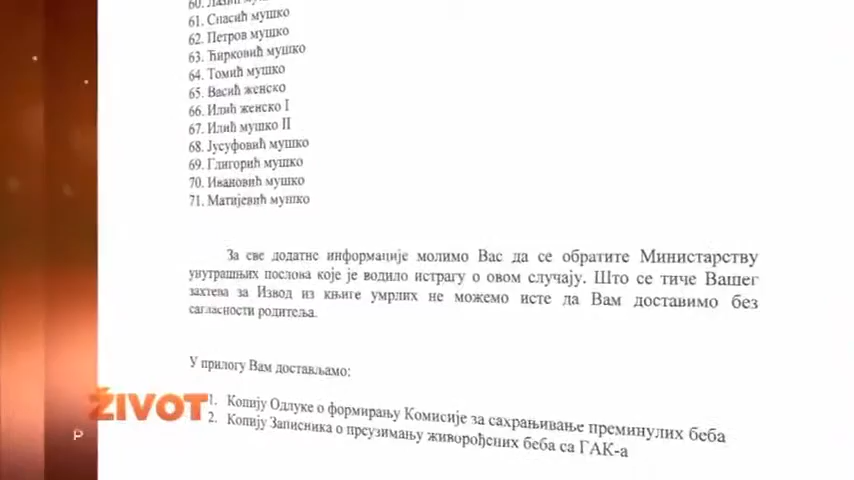 60. Лазић мушко
61. Спасић мушко
62. Петров мушко
63. Ћирковић мушко
64. Томић мушко
65. Васић женско
66. Илић женско I
67. Илић мушко II
68. Јусуфовић мушко
69. Глигорић мушко
70. Ивановић мушко
71. Матијевић мушко
За све додатне информације молимо Вас да се обратите Министарству
унутрашњих послова које је водило истрагу о овом случају. Што се тиче Вашег
захтева за Извод из књиге умрлих не можемо исте да Вам доставимо без
сагласности родитеља.
У прилогу Вам достављамо:
1. Копију Одлуке о формирању Комисије за сахрањивање преминулих беба
2. Копију Записника о преузимању живорођених беба са ГАК-а
ŽIVOT
P